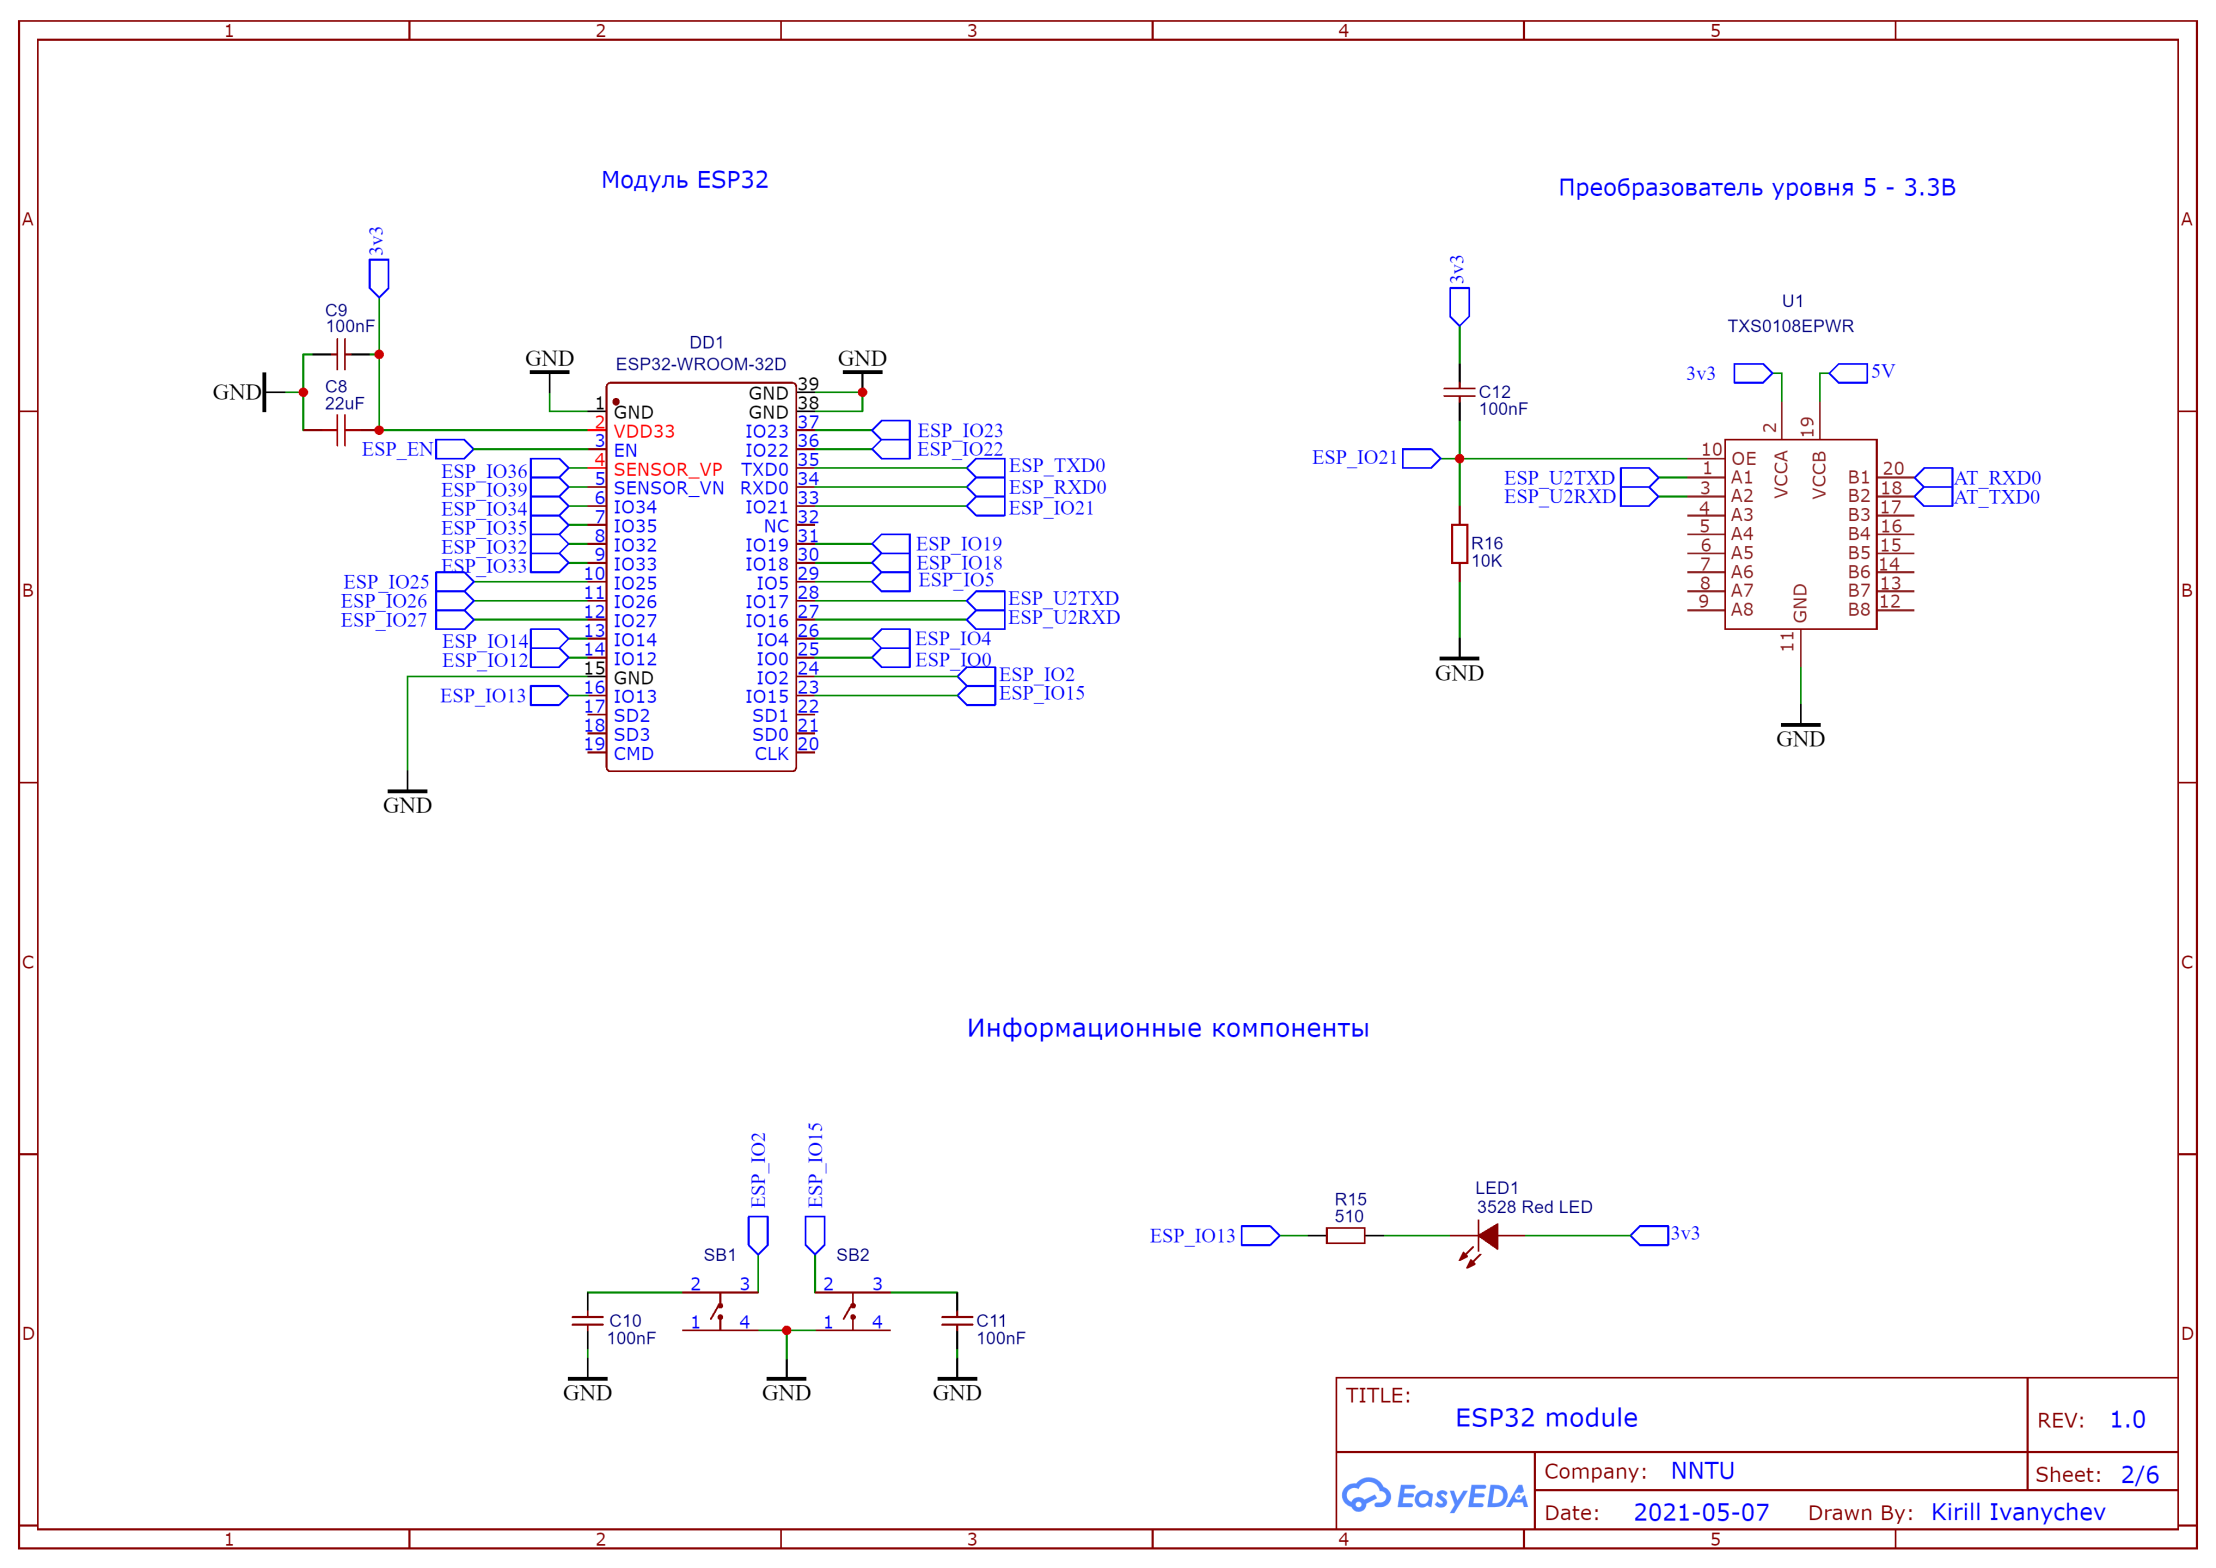 1 2 3 4 5
A
B
C
D
A
B
C
D
Модуль ESP32
3v3
C9
100nF
GND
C8
22uF
DD1
ESP32-WROOM-32D
GND
GND
1 GND
2 VDD33
3 EN
4 SENSOR_VP
5 SENSOR_VN
6 IO34
7 IO35
8 IO32
9 IO33
10 IO25
11 IO26
12 IO27
13 IO14
14 IO12
15 GND
16 IO13
17 SD2
18 SD3
19 CMD
GND 39
GND 38
IO23 37
IO22 36
TXD0 35
RXD0 34
IO21 33
NC 32
IO19 31
IO18 30
IO5 29
IO17 28
IO16 27
IO4 26
IO0 25
IO2 24
IO15 23
SD1 22
SD0 21
CLK 20
ESP_EN
ESP_IO36
ESP_IO39
ESP_IO34
ESP_IO35
ESP_IO32
ESP_IO33
ESP_IO25
ESP_IO26
ESP_IO27
ESP_IO14
ESP_IO12
ESP_IO13
GND
ESP_IO23
ESP_IO22
ESP_TXD0
ESP_RXD0
ESP_IO21
ESP_IO19
ESP_IO18
ESP_IO5
ESP_U2TXD
ESP_U2RXD
ESP_IO4
ESP_IO0
ESP_IO2
ESP_IO15
Преобразователь уровня 5 - 3.3В
3v3
C12
100nF
ESP_IO21
R16
10K
GND
U1
TXS0108EPWR
3v3
5V
2 VCCA
19 VCCB
10 OE
1 A1
3 A2
4 A3
5 A4
6 A5
7 A6
8 A7
9 A8
B1 20
B2 18
B3 17
B4 16
B5 15
B6 14
B7 13
B8 12
GND 11
ESP_U2TXD
ESP_U2RXD
AT_RXD0
AT_TXD0
GND
Информационные компоненты
ESP_IO2
ESP_IO15
SB1
SB2
2 3
1 4
2 3
1 4
C10
100nF
C11
100nF
GND
GND
GND
ESP_IO13
R15
510
LED1
3528 Red LED
3v3
TITLE:
ESP32 module
REV: 1.0
EasyEDA
Company: NNTU
Sheet: 2/6
Date: 2021-05-07
Drawn By: Kirill Ivanychev
1 2 3 4 5